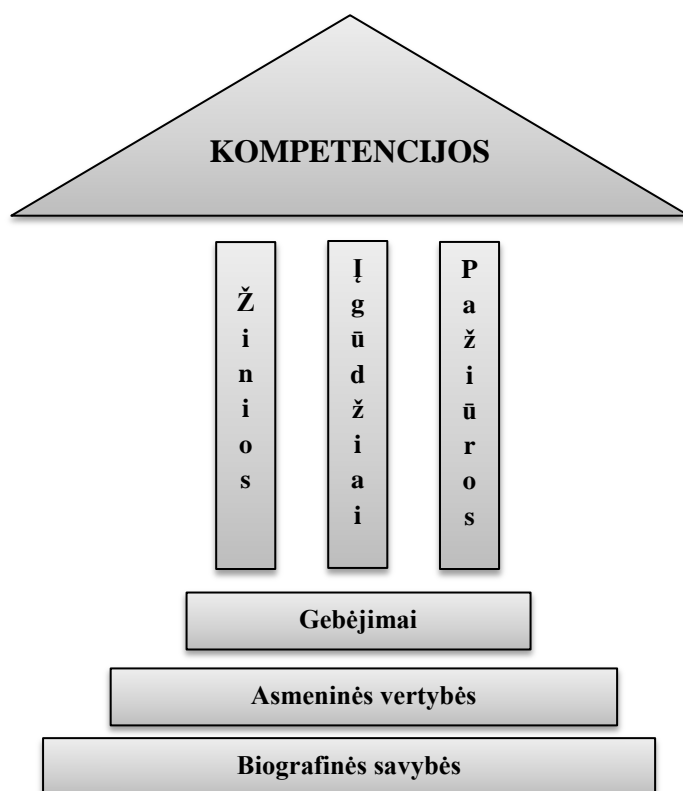 KOMPETENCIJOS
Žinios
Įgūdžiai
Pažiūros
Gebėjimai
Asmeninės vertybės
Biografinės savybės